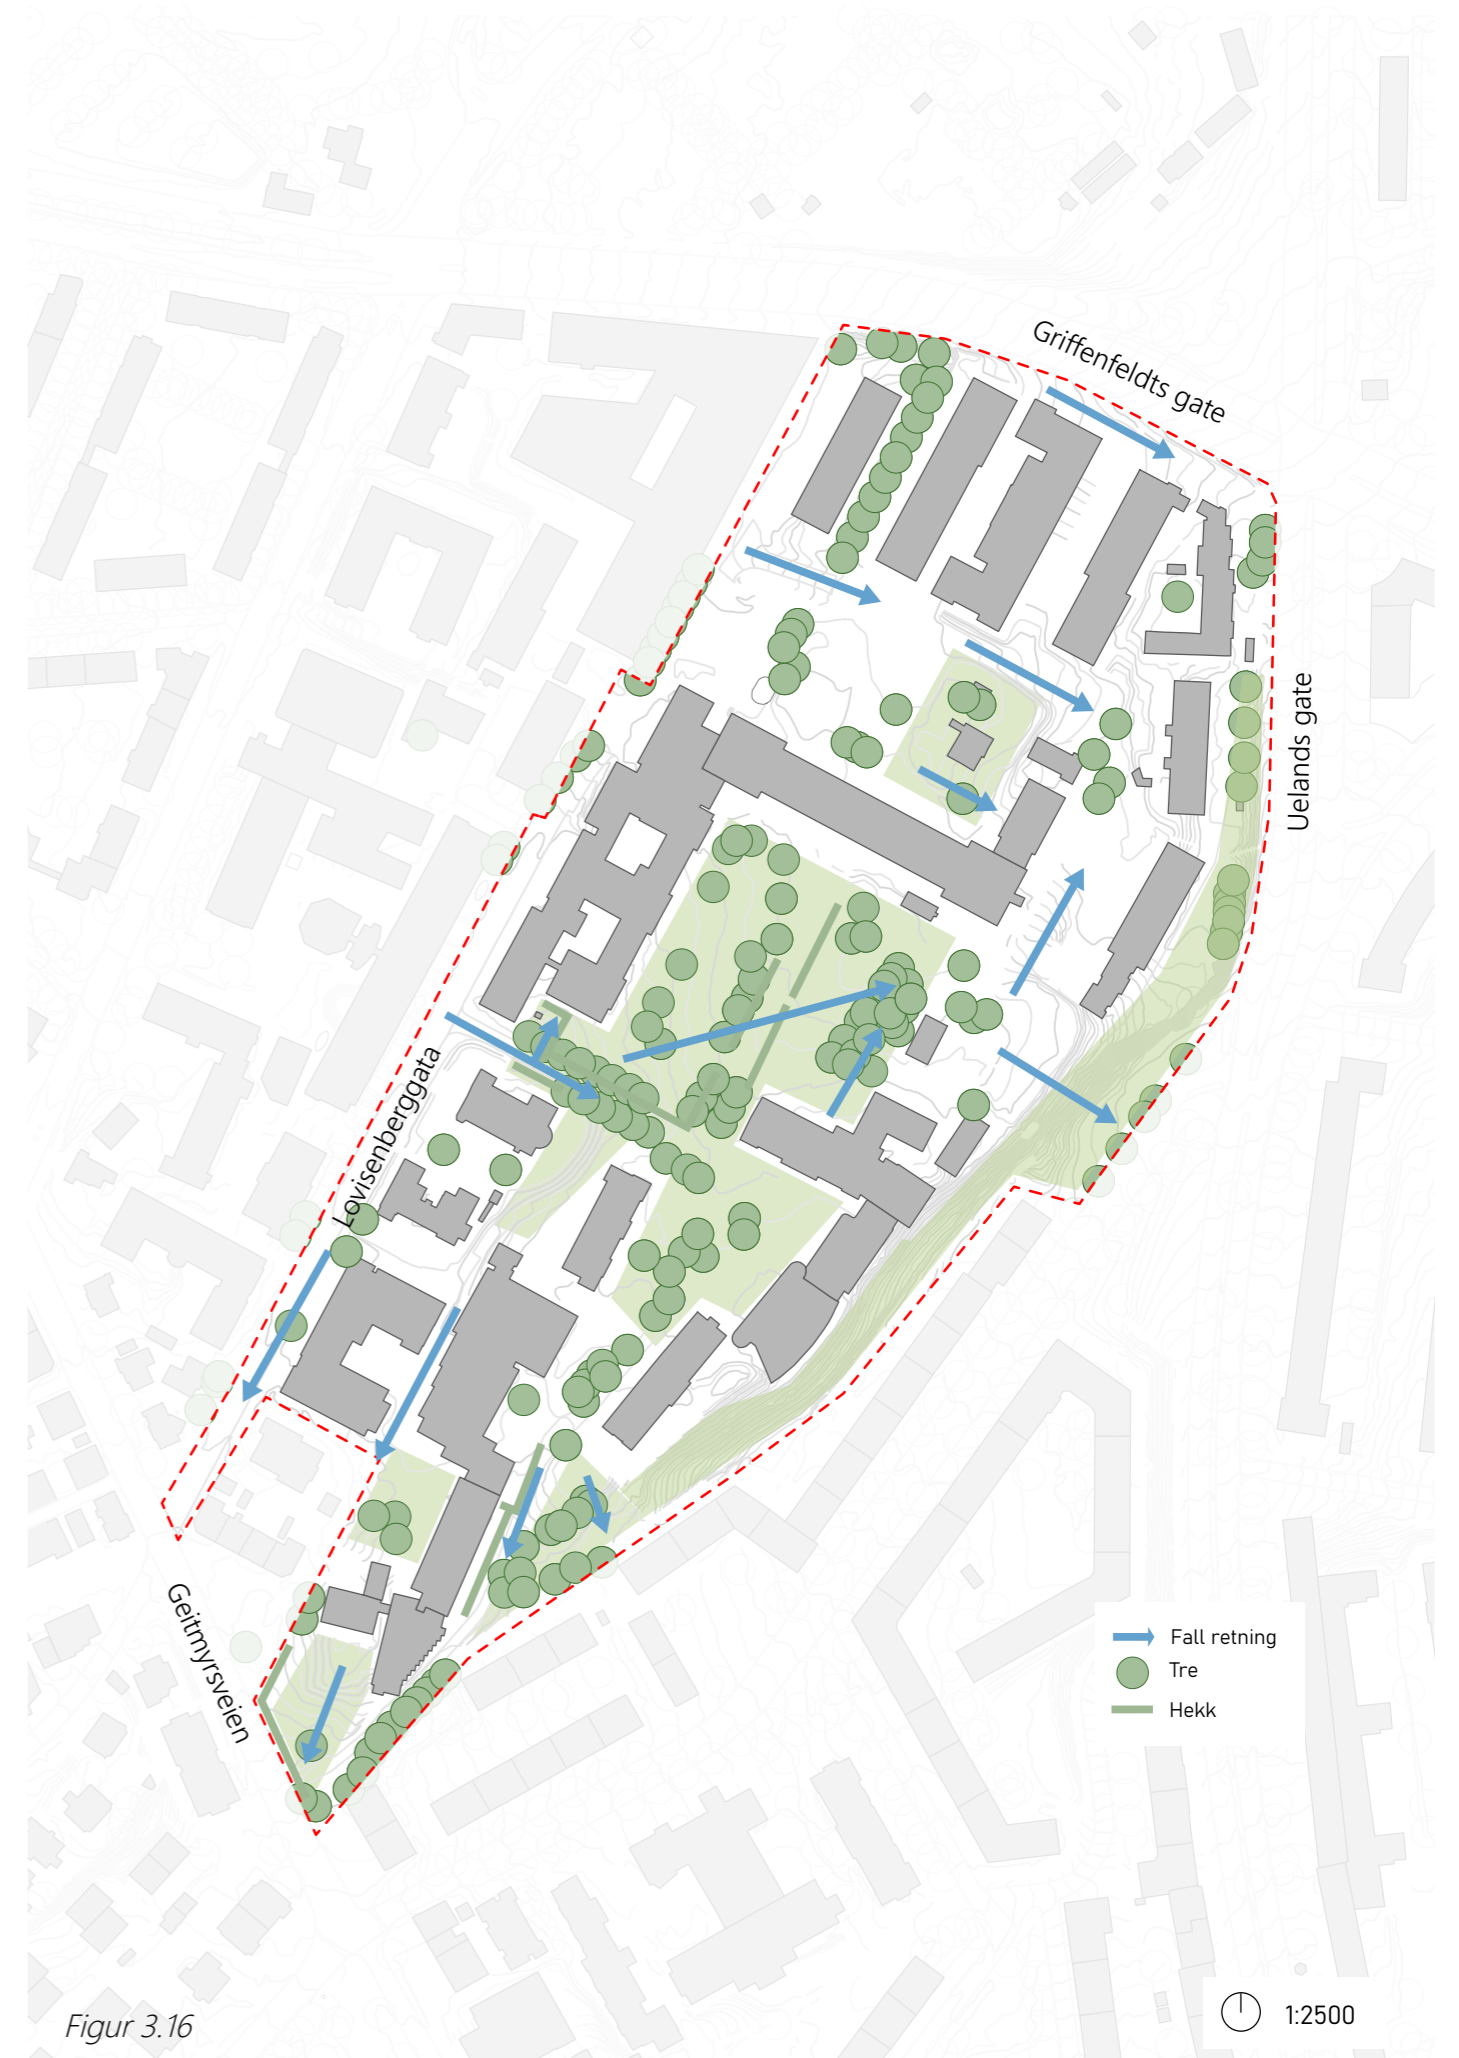 Griffenfeldts gate
Uelands gate
Lovisenberggata
Geitmyrsveien
Fall retning
Tre
Hekk
Figur 3.16
1:2500